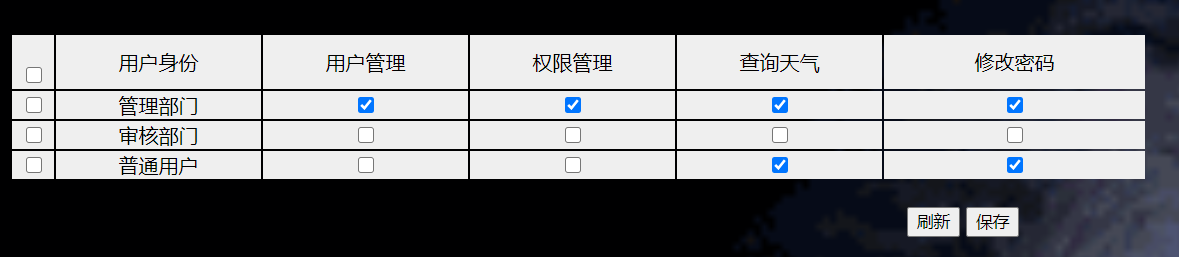 用户身份 用户管理 权限管理 查询天气 修改密码
管理部门
审核部门
普通用户
刷新 保存